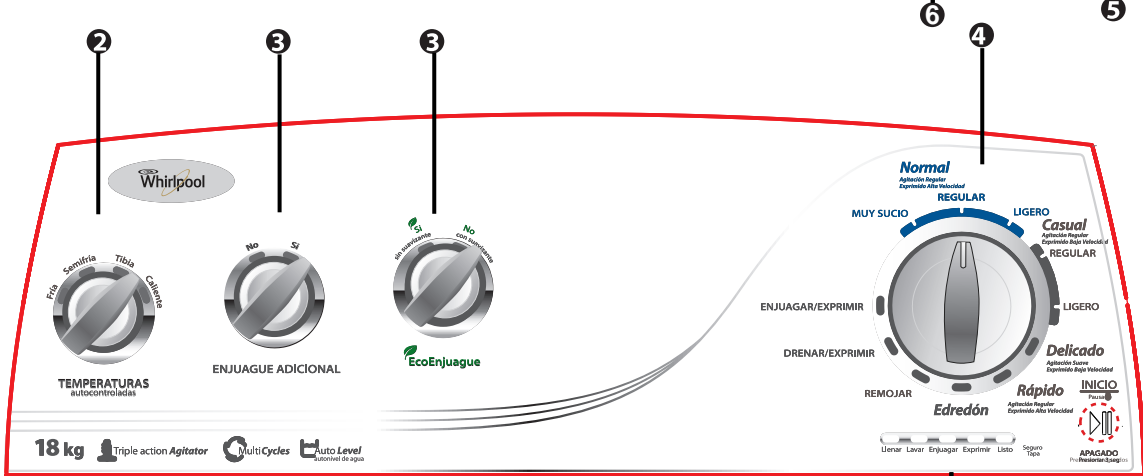 6
5
2
3
3
4
Whirlpool
Normal
Agitación Regular
Exprimido Alta Velocidad
REGULAR
MUY SUCIO
LIGERO
Casual
Agitación Regular
Exprimido Baja Velocidad
REGULAR
LIGERO
Fría
Semifría
Tibia
Caliente
No
Sí
Sí
sin suavizante
No
con suavizante
ENJUAGAR/EXPRIMIR
DRENAR/EXPRIMIR
REMOJAR
Edredón
Rápido
Agitación Regular
Exprimido Alta Velocidad
Delicado
Agitación Suave
Exprimido Baja Velocidad
TEMPERATURAS
autocontroladas
ENJUAGUE ADICIONAL
EcoEnjuague
INICIO
Pausa
APAGADO
Presionar 3 seg
18 kg
Triple action Agitator
MultiCycles
Auto Level
autonivel de agua
Llenar Lavar Enjuagar Exprimir Listo
Seguro
Tapa